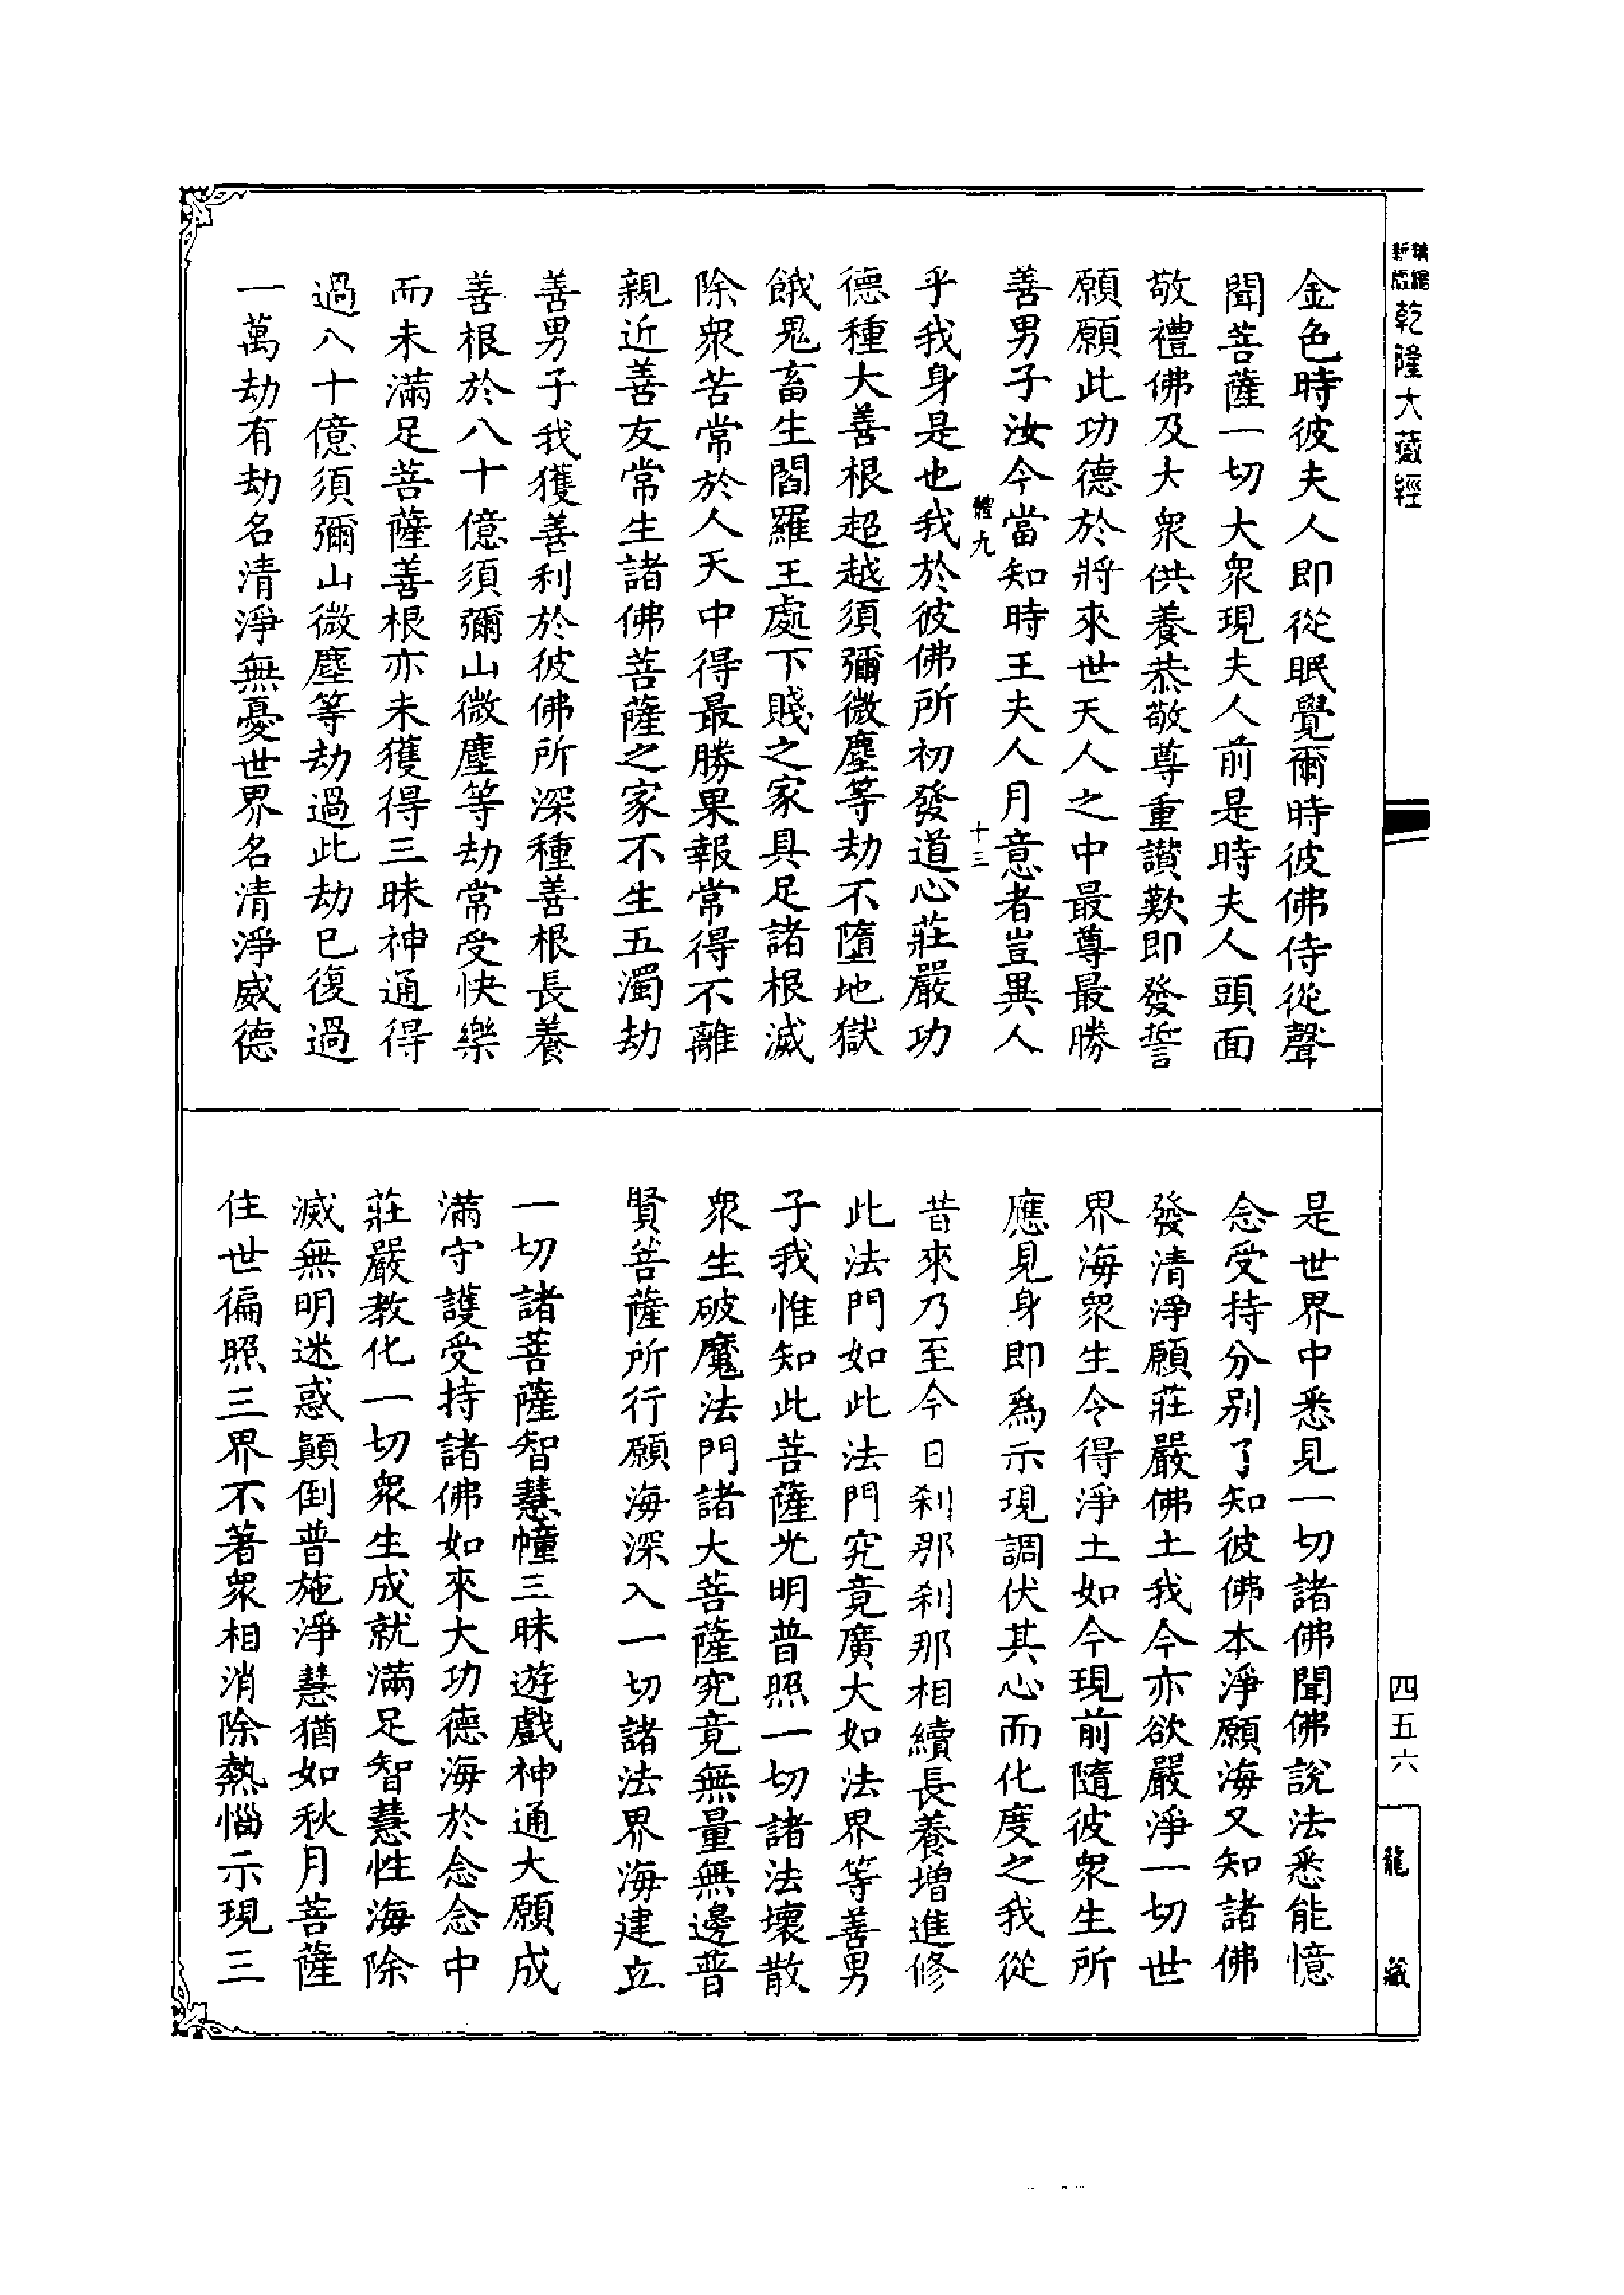 新版精縮乾隆大藏經
金色時彼夫人即從眠覺爾時彼佛侍從聲
聞菩薩一切大衆現夫人前是時夫人頭面
敬禮佛及大衆供養恭敬尊重讃歎即發誓
願願此功德於將來世天人之中最尊最勝
善男子汝今當知時王夫人月意者豈異人
體九
十三
乎我身是也我於彼佛所初發道心莊嚴功
德種大善根超越須彌微塵等劫不墮地獄
餓鬼畜生閻羅王處下賤之家具足諸根滅
除衆苦常於人天中得最勝果報常得不離
親近善友常生諸佛菩薩之家不生五濁劫
善男子我獲善利於彼佛所深種善根長養
善根於八十億須彌山微塵等劫常受快樂
而未滿足菩薩善根亦未獲得三昧神通得
過八十億須彌山微塵等劫過此劫已復過
一萬劫有劫名清淨無憂世界名清淨威德
是世界中悉見一切諸佛聞佛說法悉能憶
念受持分別了知彼佛本淨願海又知諸佛
發清淨願莊嚴佛土我今亦欲嚴淨一切世
界海衆生令得淨土如今現前隨彼衆生所
應見身即為示現調伏其心而化度之我從
昔來乃至今日刹那刹那相續長養增進修
此法門如此法門究竟廣大如法界等善男
子我惟知此菩薩光明普照一切諸法壞散
衆生破魔法門諸大菩薩究竟無量無邊普
賢菩薩所行願海深入一切諸法界海建立
一切諸菩薩智慧幢三昧遊戲神通大願成
滿守護受持諸佛如來大功德海於念念中
莊嚴教化一切衆生成就滿足智慧性海除
滅無明迷惑顛倒普施淨慧猶如秋月菩薩
住世徧照三界不著衆相消除熱惱示現三
四五六
龍藏